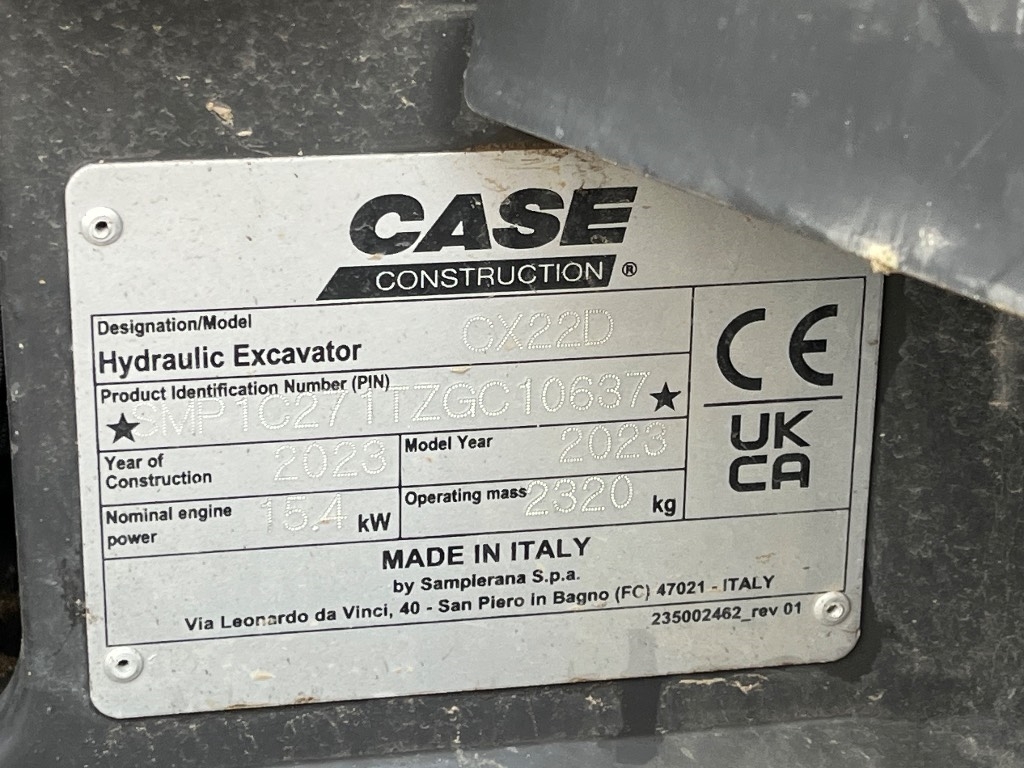 CASE
CONSTRUCTION ®
Designation/Model
Hydraulic Excavator CX22D
Product Identification Number (PIN)
★SMP1C271TZGC10637★
Year of Construction 2023
Model Year 2023
Nominal engine power 15.4 kW
Operating mass 2320 kg
CE
UK
CA
MADE IN ITALY
by Sampierana S.p.a.
Via Leonardo da Vinci, 40 - San Piero in Bagno (FC) 47021 - ITALY
235002462_rev 01